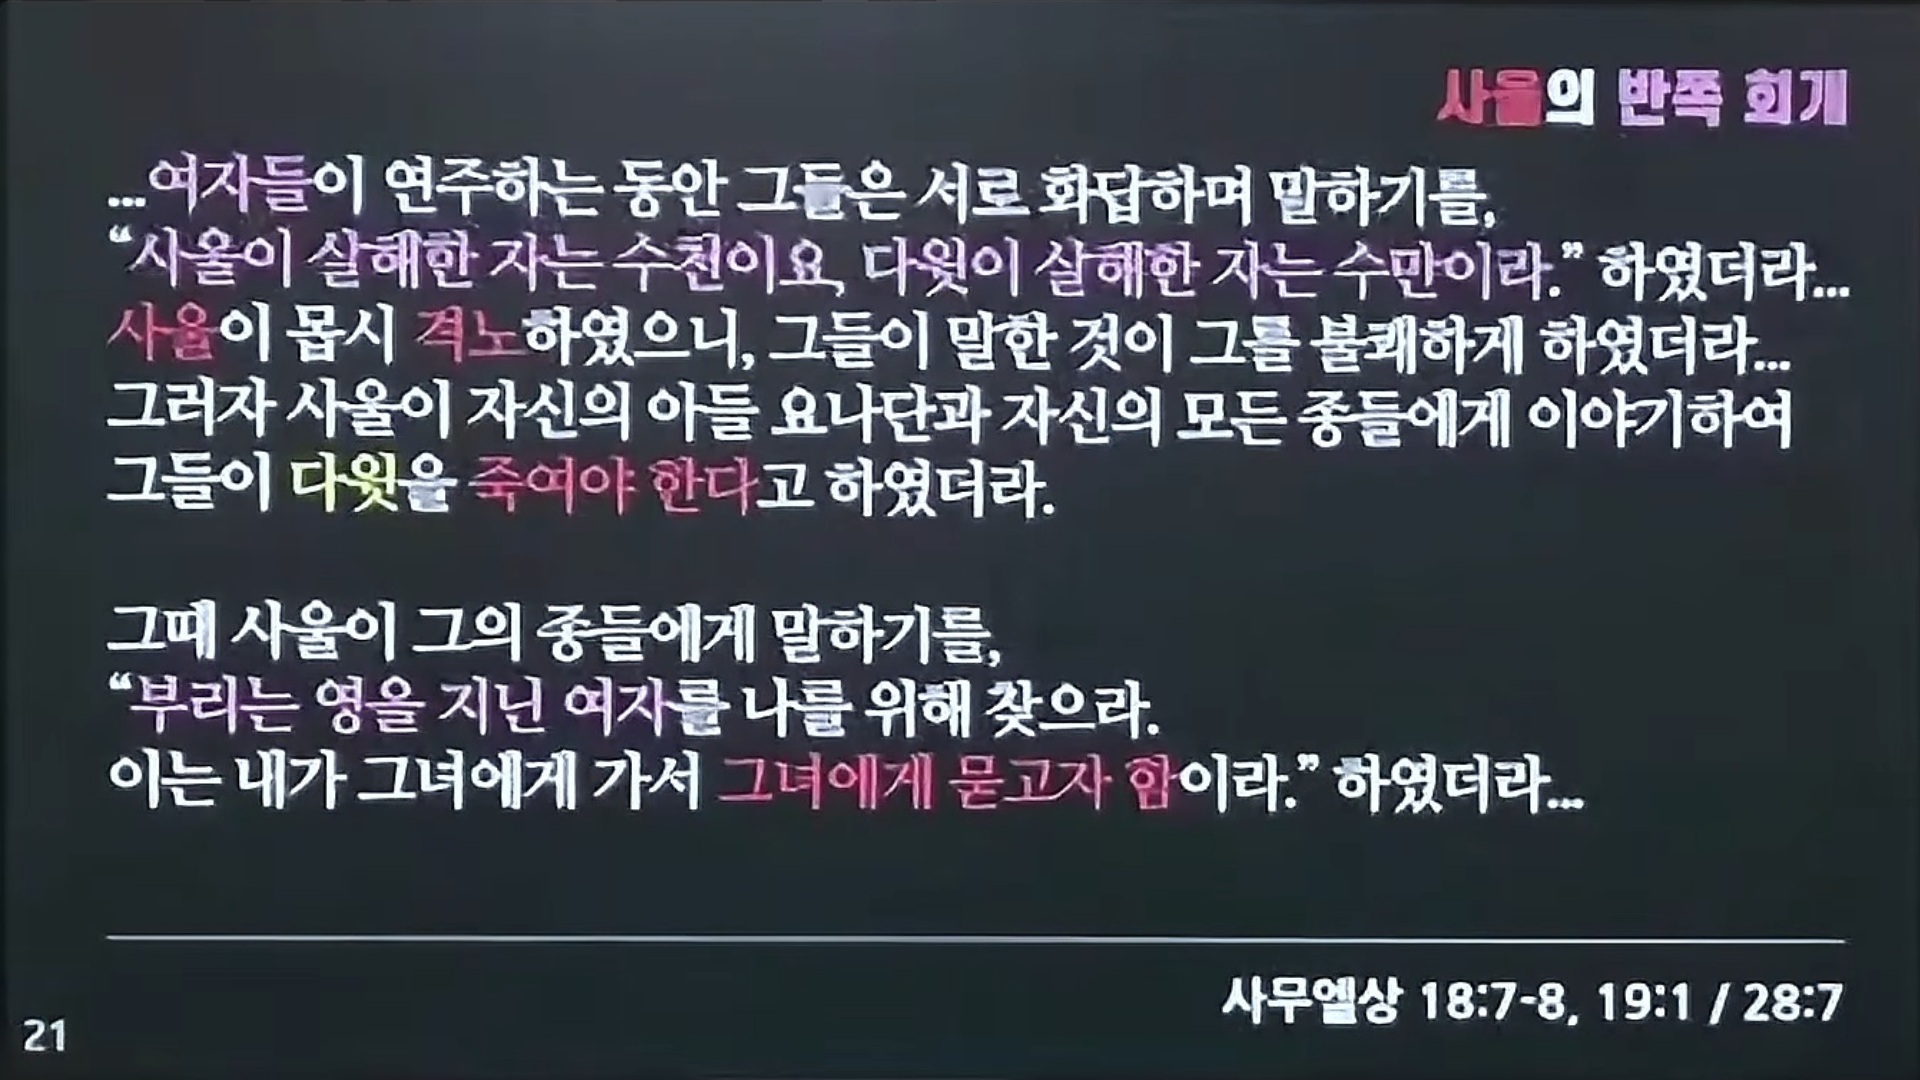 사울의 반쪽 회개
...여자들이 연주하는 동안 그들은 서로 화답하며 말하기를,
“사울이 살해한 자는 수천이요, 다윗이 살해한 자는 수만이라.” 하였더라...
사울이 몹시 격노하였으니, 그들이 말한 것이 그를 불쾌하게 하였더라...
그러자 사울이 자신의 아들 요나단과 자신의 모든 종들에게 이야기하여
그들이 다윗을 죽여야 한다고 하였더라.
그때 사울이 그의 종들에게 말하기를,
“부리는 영을 지닌 여자를 나를 위해 찾으라.
이는 내가 그녀에게 가서 그녀에게 묻고자 함이라.” 하였더라...
사무엘상 18:7-8, 19:1 / 28:7
21